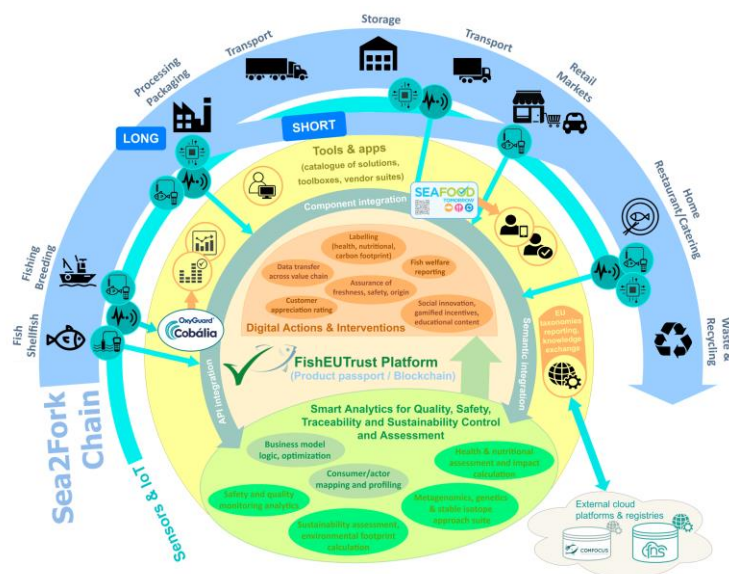 Storage
Transport
Transport
Processing
Packaging
Retail
Markets
LONG
SHORT
Tools & apps
(catalogue of solutions,
toolboxes, vendor suites)
Home
Restaurant/Catering
Fishing
Breeding
Component integration
SEAFOOD
TOMORROW
Labelling
(health, nutritional,
carbon footprint)
Data transfer
across value chain
Fish welfare
reporting
Assurance of
freshness, safety, origin
Customer
appreciation rating
Social innovation,
gamified incentives,
educational content
Digital Actions & Interventions
Fish
Shellfish
OxyGuard
Cobália
EU
taxonomies
reporting,
knowledge
exchange
Waste &
Recycling
API integration
Semantic integration
FishEUTrust Platform
(Product passport / Blockchain)
Sea2Fork
Chain
Sensors & IoT
Smart Analytics for Quality, Safety,
Traceability and Sustainability Control
and Assessment
Business model
logic, optimization
Health & nutritional
assessment and impact
calculation
Consumer/actor
mapping and profiling
Safety and quality
monitoring analytics
Metagenomics, genetics
& stable isotope
approach suite
Sustainability assessment,
environmental footprint
calculation
External cloud
platforms & registries
COMFOCUS
fns